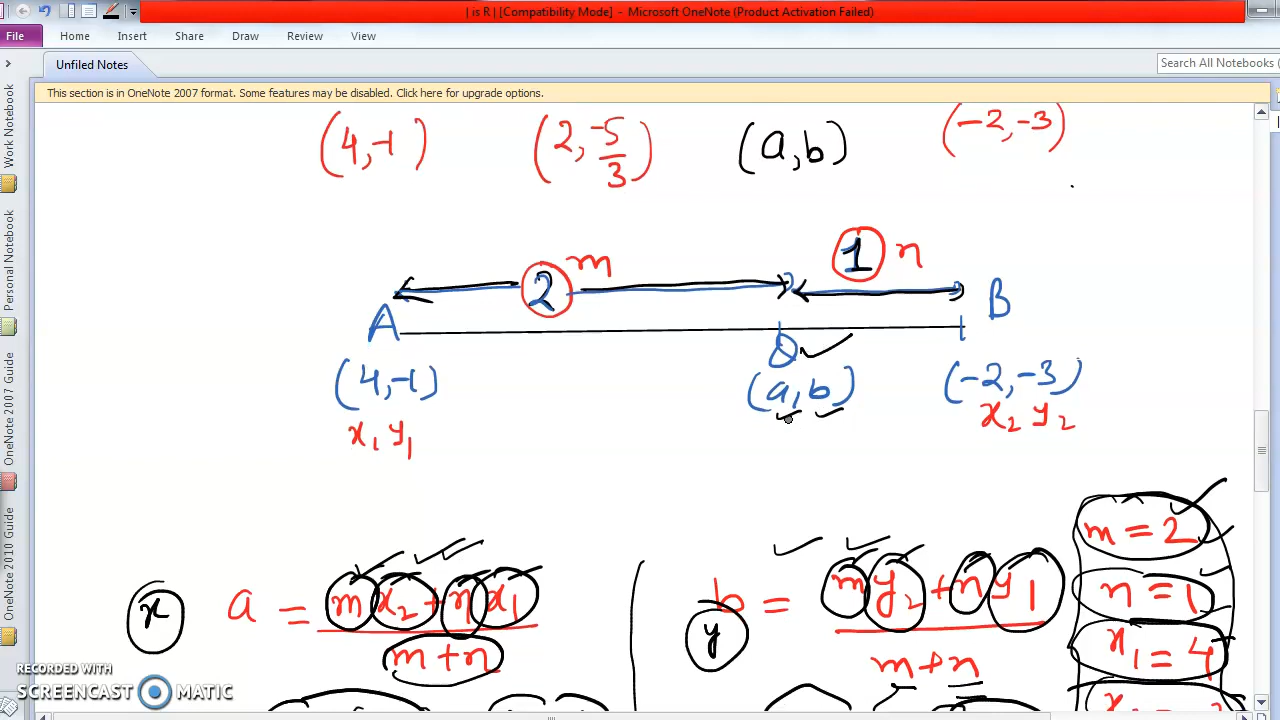 | is R | [Compatibility Mode] - Microsoft OneNote (Product Activation Failed)
File Home Insert Share Draw Review View
Unfiled Notes
Search All Notebooks (
This section is in OneNote 2007 format. Some features may be disabled. Click here for upgrade options.
Work Notebook
Personal Notebook
OneNote 2007 Guide
OneNote 2010 Guide
(4,-1) (2, -5/3) (a,b) (-2,-3)
2 m 1 n
A B
Q
(4,-1) (a,b) (-2,-3)
x₁ y₁ x₂ y₂
m = 2
n = 1
x₁ = 4
x a = mx₂+nx₁
m+n
y b = my₂+ny₁
m+n
RECORDED WITH
SCREENCAST MATIC